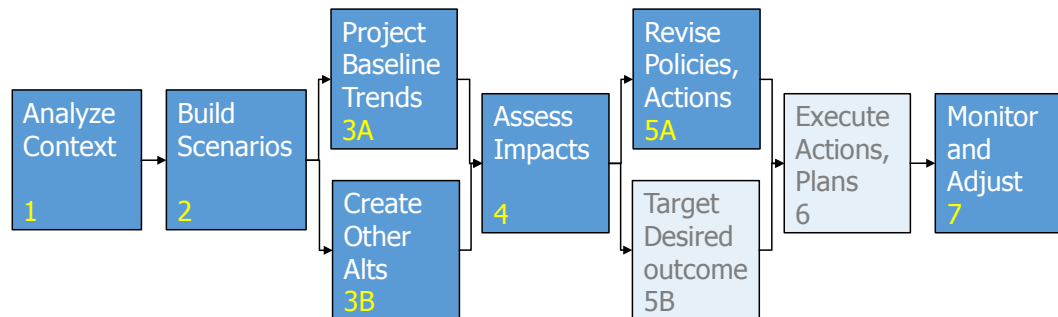 Analyze
Context
1
Build
Scenarios
2
Project
Baseline
Trends
3A
Create
Other
Alts
3B
Assess
Impacts
4
Revise
Policies,
Actions
5A
Target
Desired
outcome
5B
Execute
Actions,
Plans
6
Monitor
and
Adjust
7